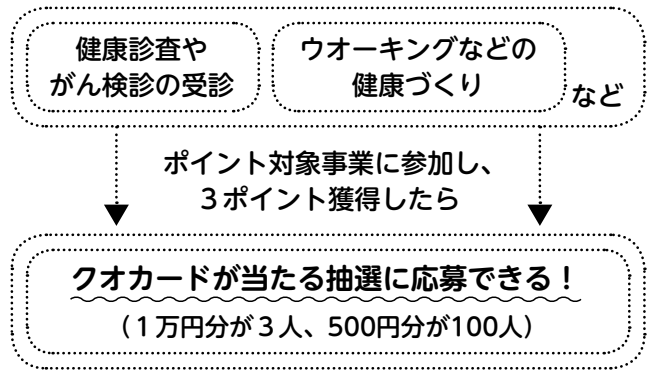 健康診査や
がん検診の受診
ウオーキングなどの
健康づくり
など
ポイント対象事業に参加し、
３ポイント獲得したら
クオカードが当たる抽選に応募できる！
（１万円分が３人、500円分が100人）